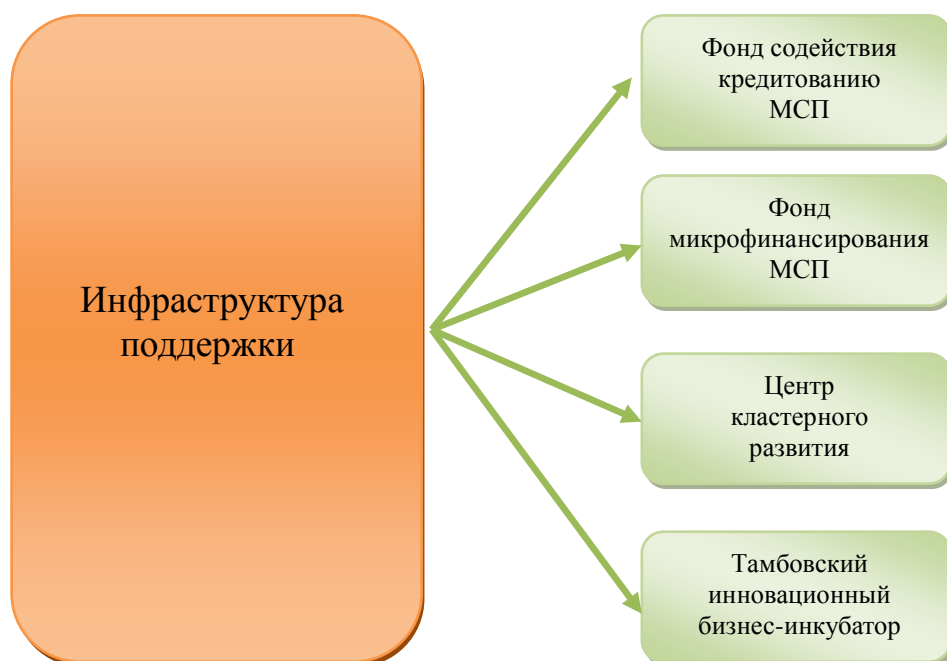 Инфраструктура
поддержки
Фонд содействия
кредитованию
МСП
Фонд
микрофинансирования
МСП
Центр
кластерного
развития
Тамбовский
инновационный
бизнес-инкубатор